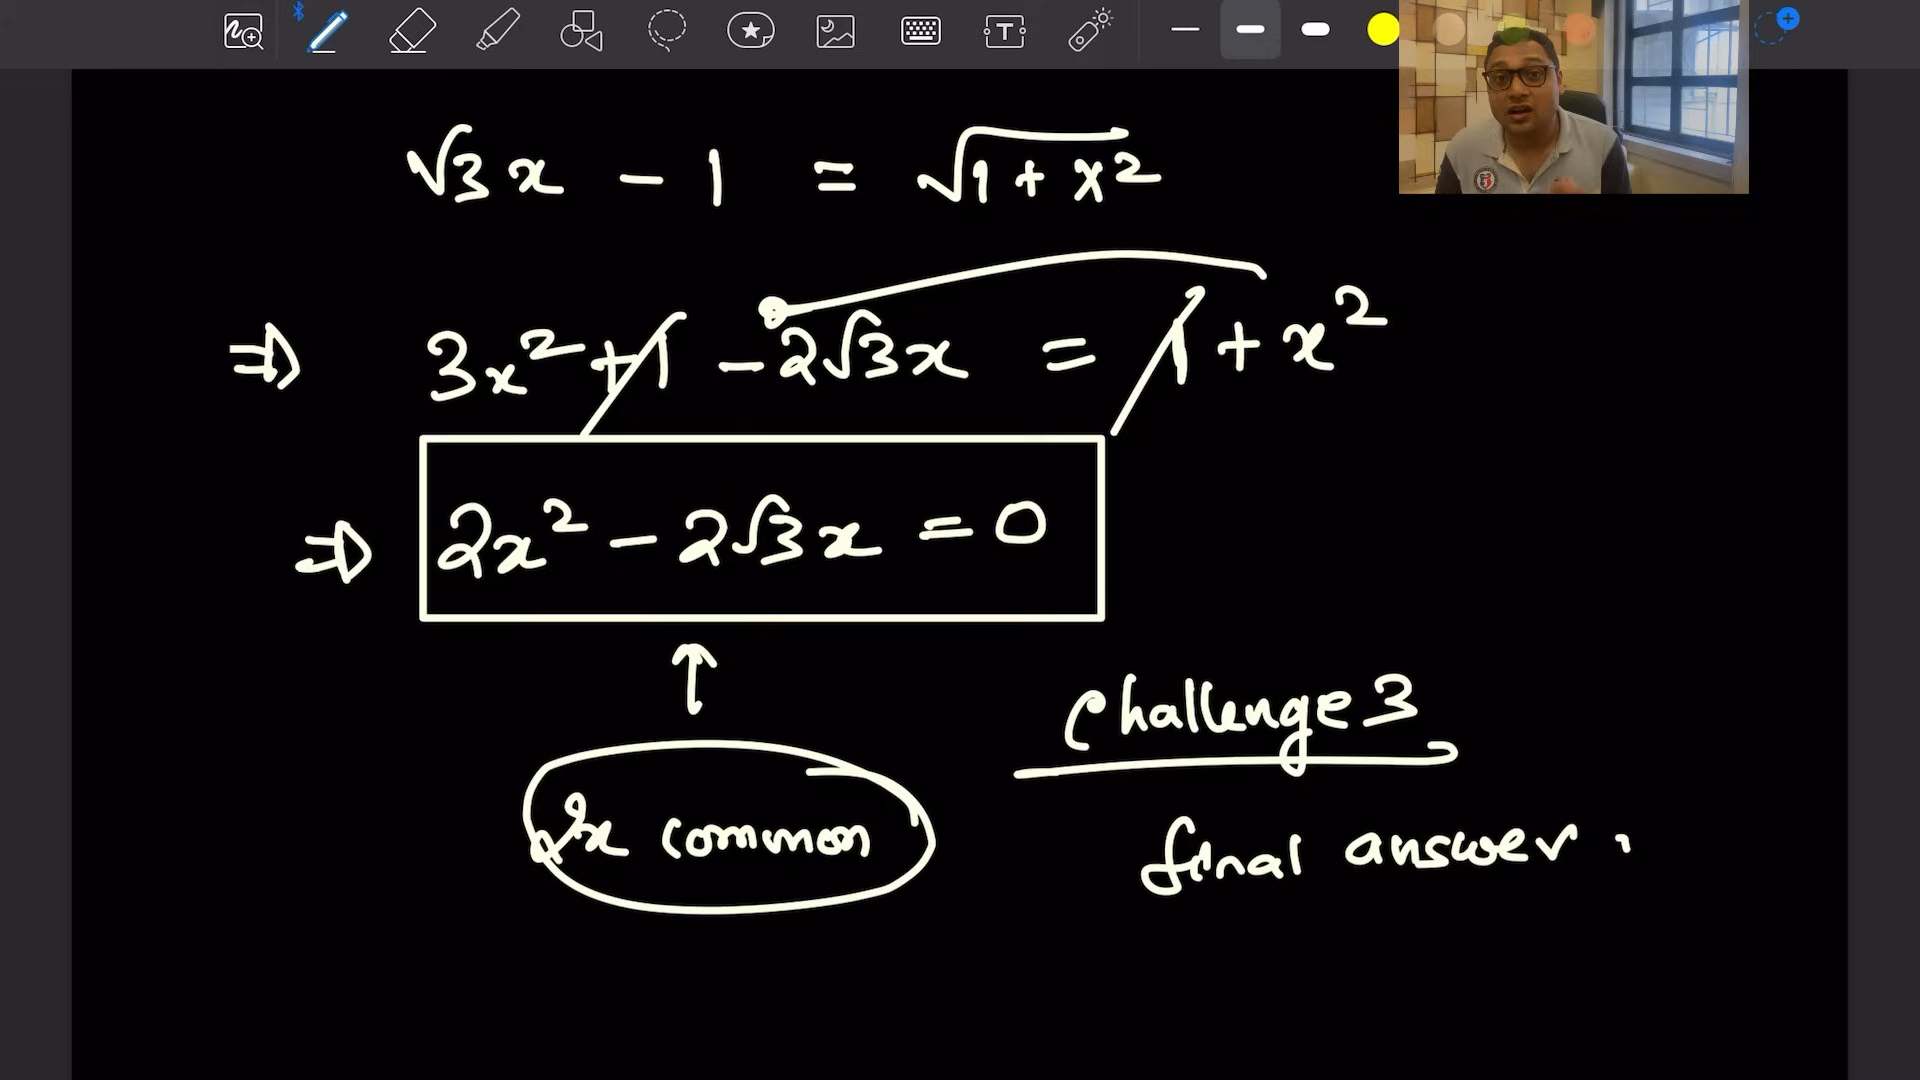 √3x - 1 = √1 + x²
⇒ 3x² + 1 - 2√3x = 1 + x²
⇒ 2x² - 2√3x = 0
2x common
Challenge 3
final answer .